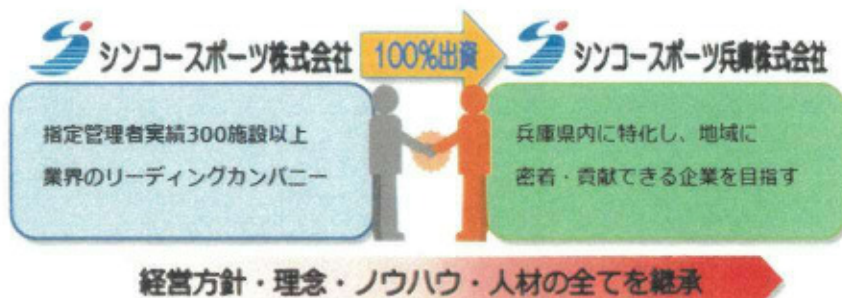 シンコースポーツ株式会社
100%出資
シンコースポーツ兵庫株式会社
指定管理者実績300施設以上
業界のリーディングカンパニー
兵庫県内に特化し、地域に
密着・貢献できる企業を目指す
経営方針・理念・ノウハウ・人材の全てを継承